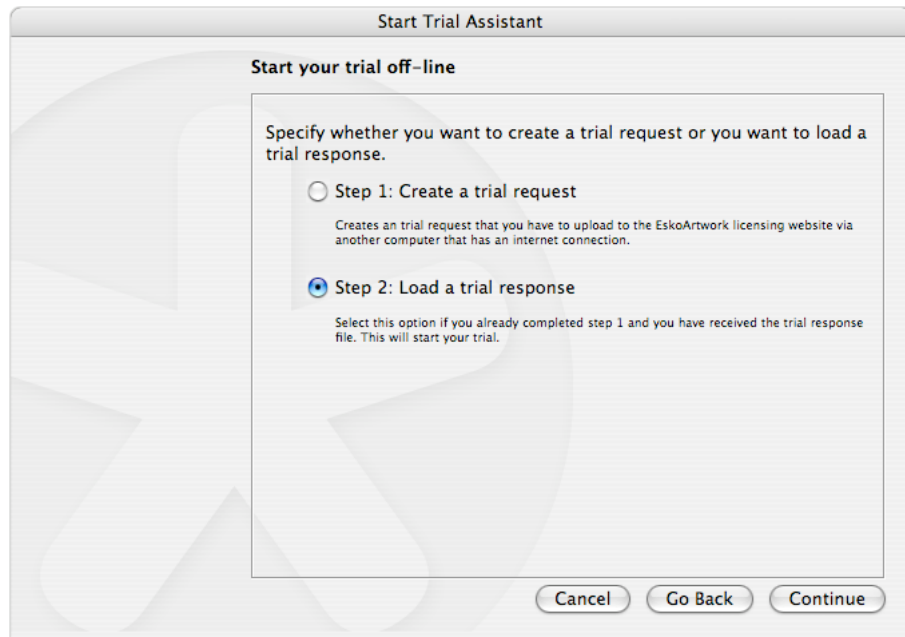 Start Trial Assistant
Start your trial off-line
Specify whether you want to create a trial request or you want to load a
trial response.
Step 1: Create a trial request
Creates an trial request that you have to upload to the EskoArtwork licensing website via
another computer that has an internet connection.
Step 2: Load a trial response
Select this option if you already completed step 1 and you have received the trial response
file. This will start your trial.
Cancel Go Back Continue